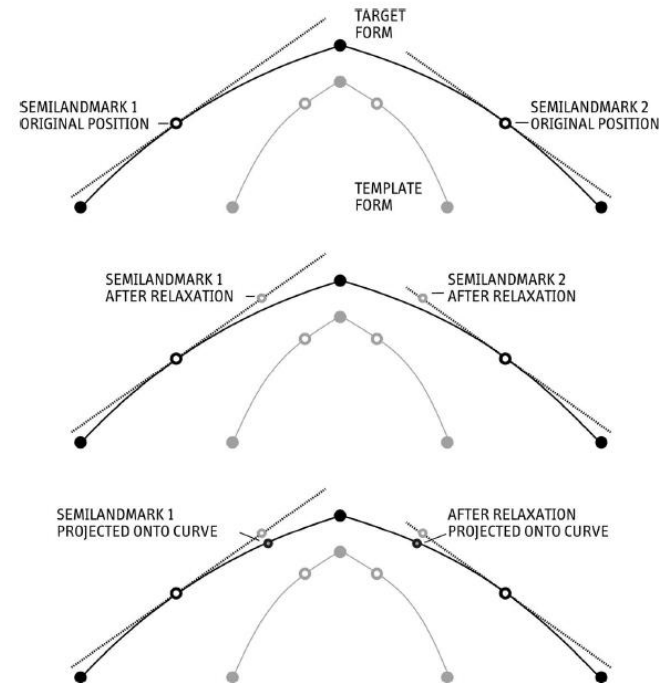 TARGET
FORM
SEMILANDMARK 1
ORIGINAL POSITION
SEMILANDMARK 2
ORIGINAL POSITION
TEMPLATE
FORM
SEMILANDMARK 1
AFTER RELAXATION
SEMILANDMARK 2
AFTER RELAXATION
SEMILANDMARK 1
PROJECTED ONTO CURVE
AFTER RELAXATION
PROJECTED ONTO CURVE